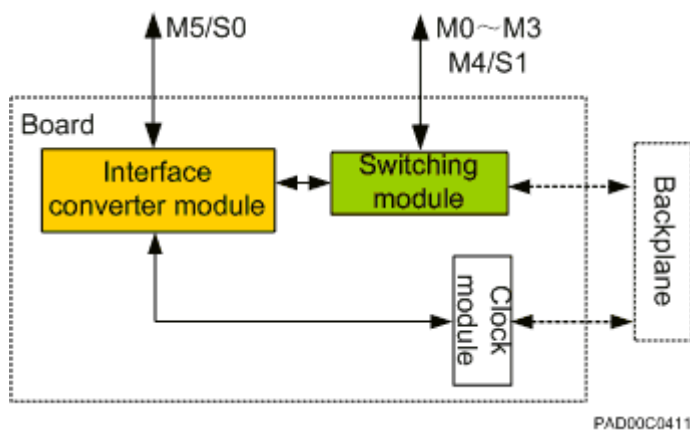 M5/S0
M0～M3
M4/S1
Board
Interface
converter module
Switching
module
Clock
module
Backplane
PAD00C0411